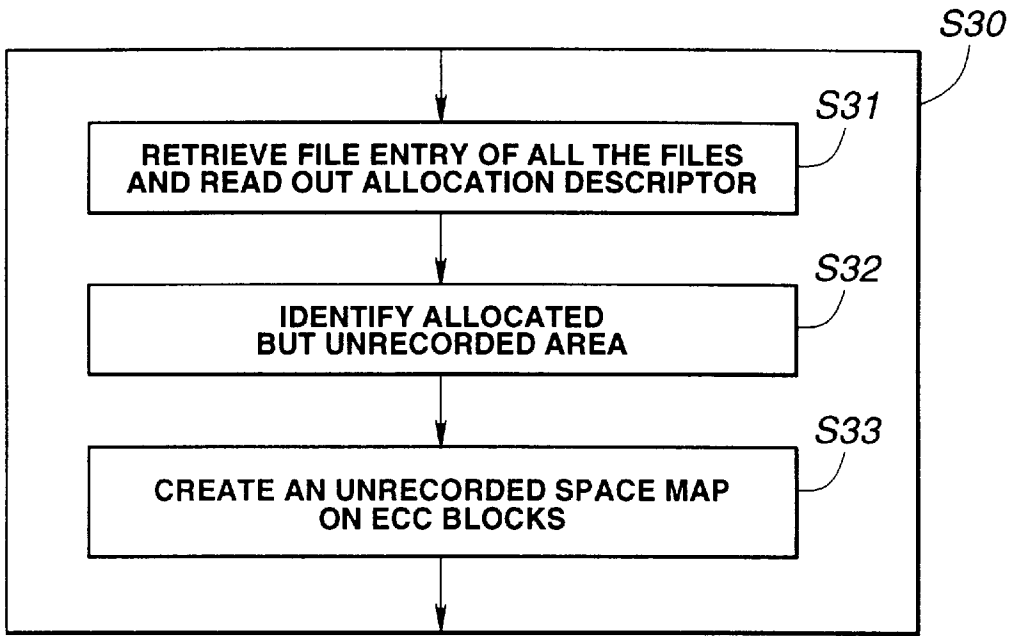 S30
S31
RETRIEVE FILE ENTRY OF ALL THE FILES
AND READ OUT ALLOCATION DESCRIPTOR
S32
IDENTIFY ALLOCATED
BUT UNRECORDED AREA
S33
CREATE AN UNRECORDED SPACE MAP
ON ECC BLOCKS